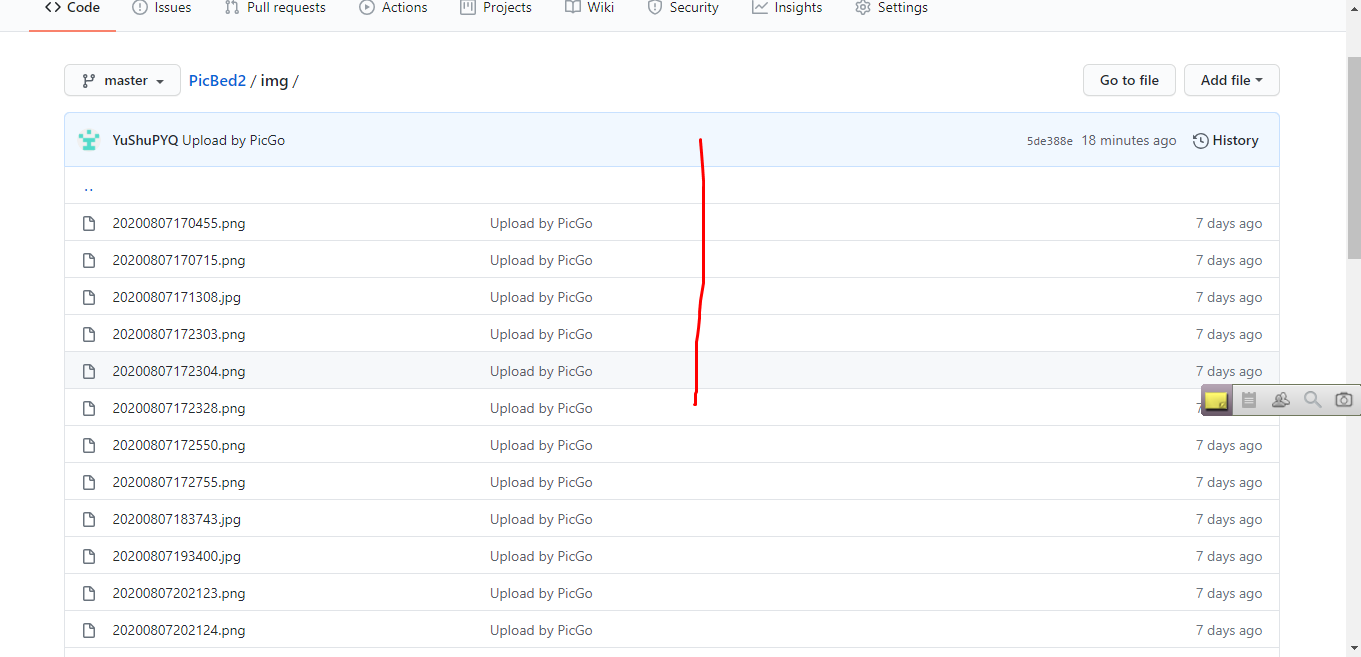 Code Issues Pull requests Actions Projects Wiki Security Insights Settings
master PicBed2 / img / Go to file Add file
YuShuPYQ Upload by PicGo 5de388e 18 minutes ago History
..
20200807170455.png Upload by PicGo 7 days ago
20200807170715.png Upload by PicGo 7 days ago
20200807171308.jpg Upload by PicGo 7 days ago
20200807172303.png Upload by PicGo 7 days ago
20200807172304.png Upload by PicGo 7 days ago
20200807172328.png Upload by PicGo 7
20200807172550.png Upload by PicGo 7 days ago
20200807172755.png Upload by PicGo 7 days ago
20200807183743.jpg Upload by PicGo 7 days ago
20200807193400.jpg Upload by PicGo 7 days ago
20200807202123.png Upload by PicGo 7 days ago
20200807202124.png Upload by PicGo 7 days ago